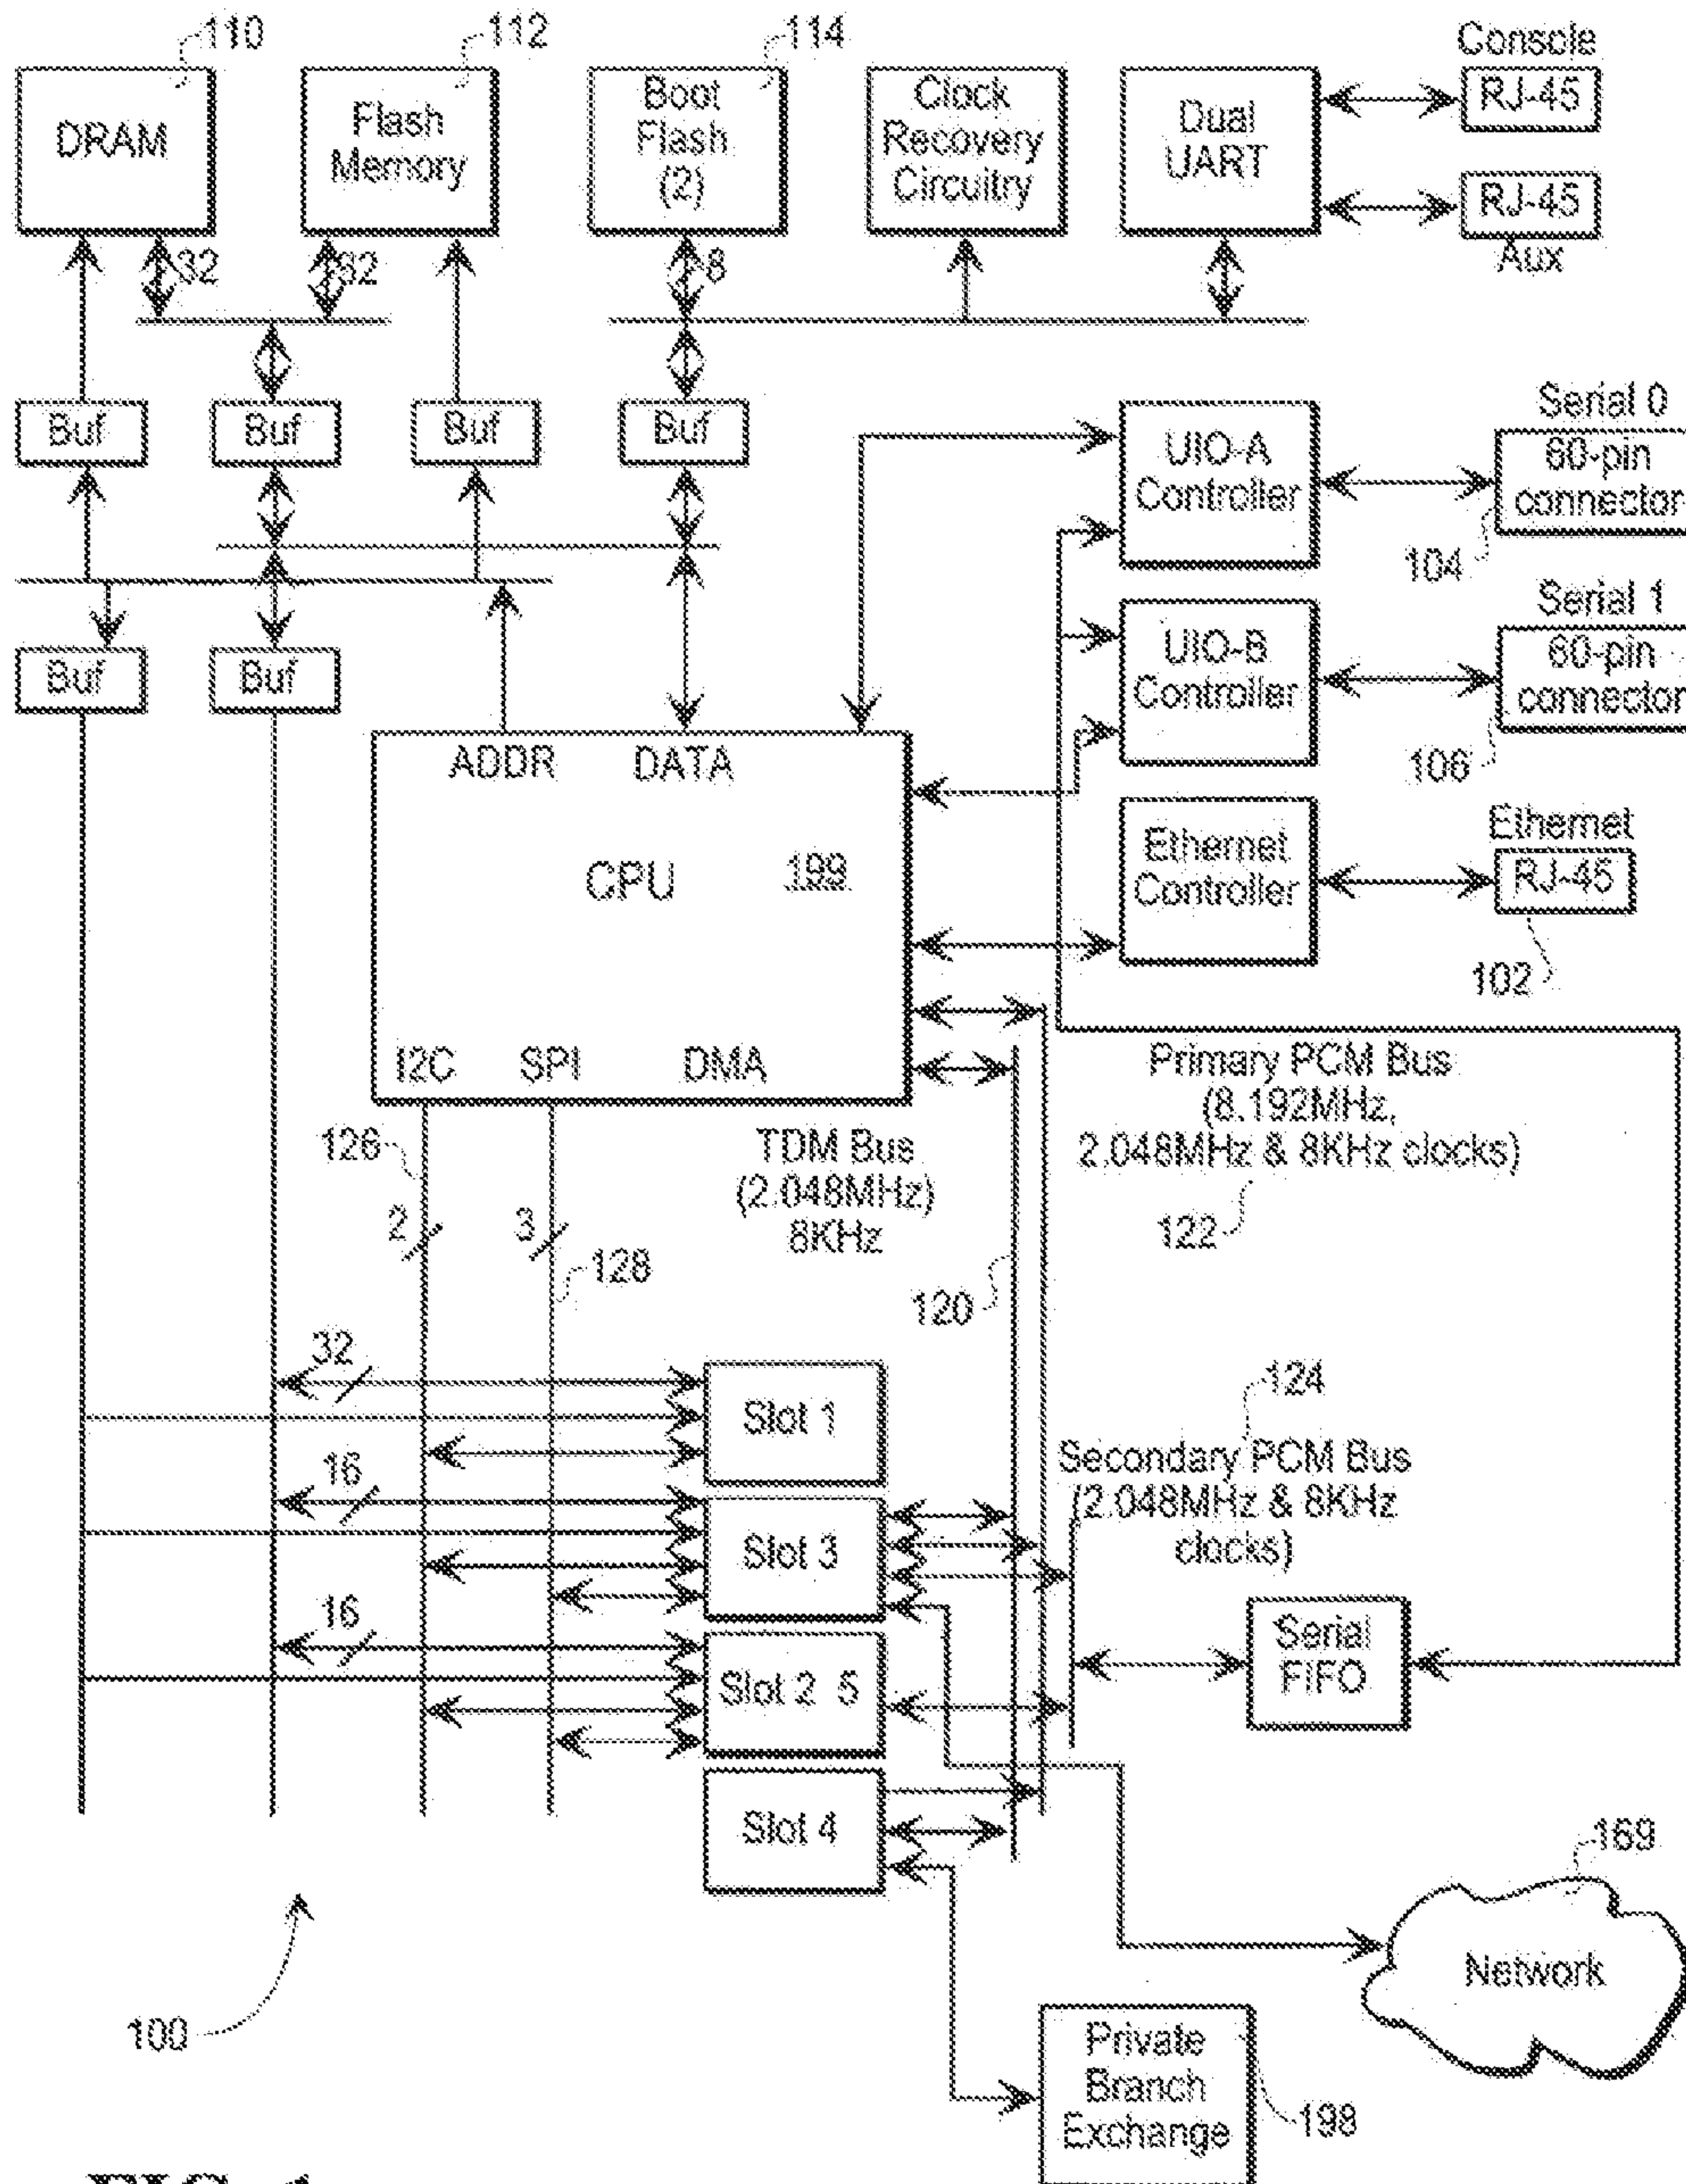 110
112
114
Console
DRAM
Flash
Memory
Boot
Flash
(2)
Clock
Recovery
Circuitry
Dual
UART
RJ-45
RJ-45
Aux
32
32
8
Buf
Buf
Buf
Buf
UIO-A
Controller
Serial 0
60-pin
connector
104
Buf
Buf
UIO-B
Controller
Serial 1
60-pin
connector
106
ADDR
DATA
CPU
199
Ethernet
Controller
Ethernet
RJ-45
102
I2C
SPI
DMA
Primary PCM Bus
(8.192MHz,
2.048MHz & 8KHz clocks)
122
126
TDM Bus
(2.048MHz)
8KHz
2
3
128
120
32
Slot 1
124
Secondary PCM Bus
(2.048MHz & 8KHz
clocks)
16
Slot 3
16
Slot 2 5
Serial
FIFO
Slot 4
169
Network
100
Private
Branch
Exchange
198
FIG. 1